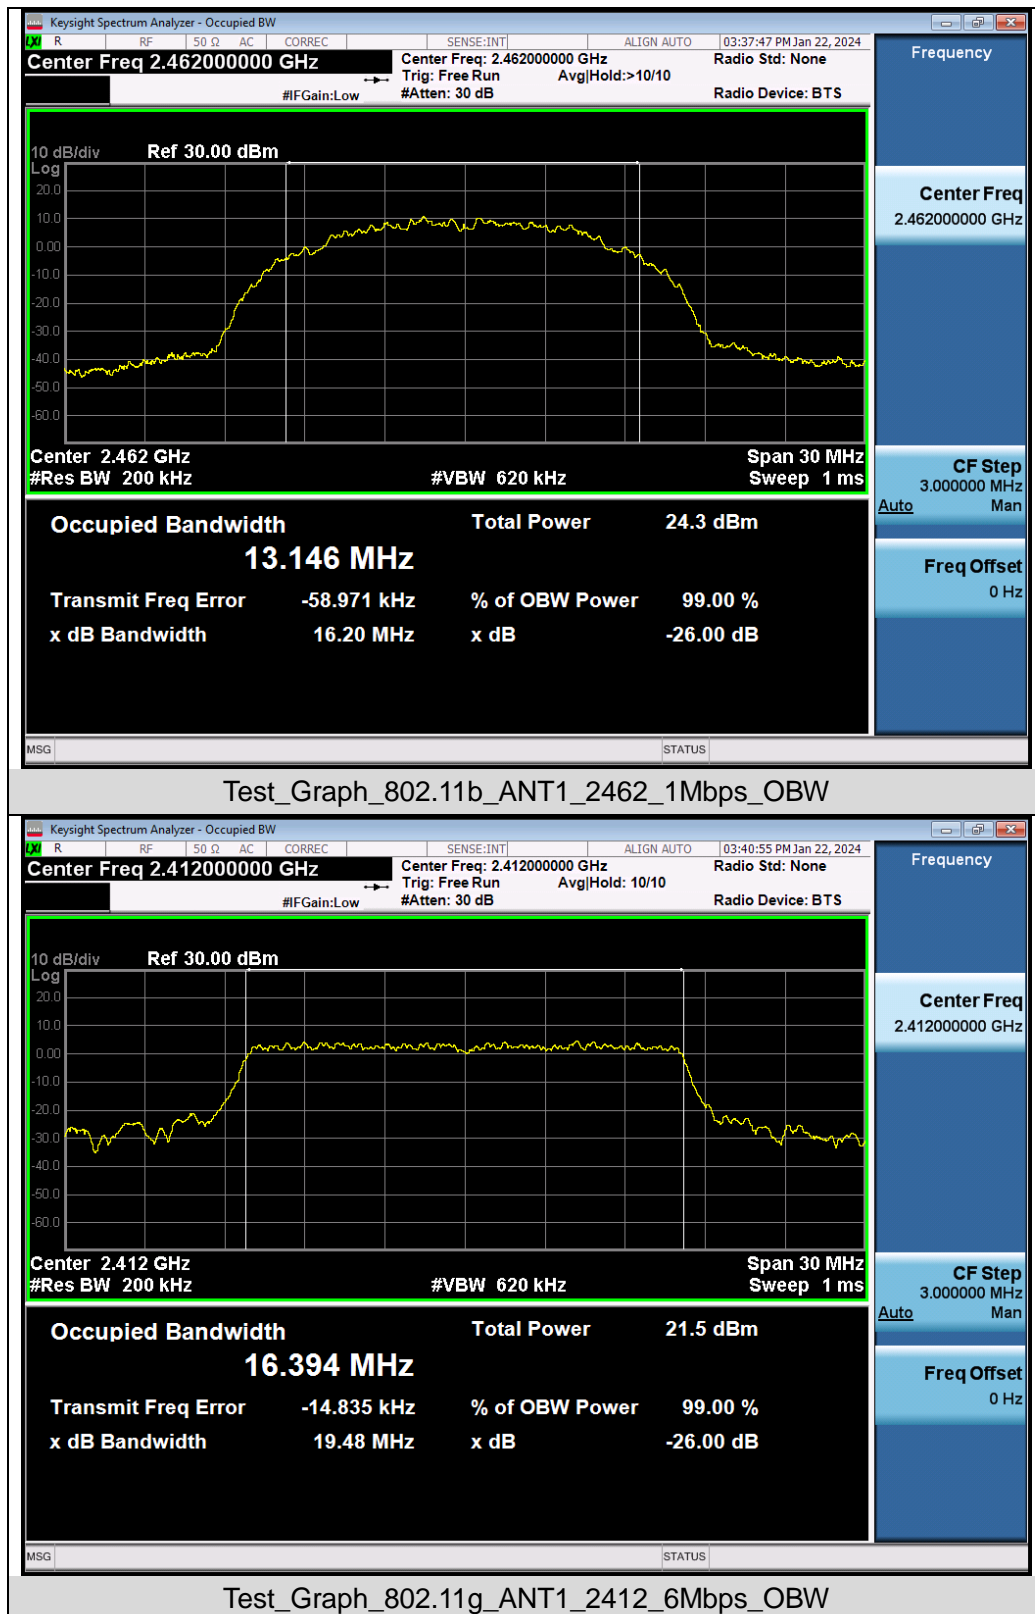 Keysight Spectrum Analyzer - Occupied BW
LXI R RF 50 Ω AC CORREC SENSE:INT ALIGN AUTO 03:37:47 PM Jan 22, 2024
Center Freq 2.462000000 GHz
Center Freq: 2.462000000 GHz
Radio Std: None
Trig: Free Run Avg|Hold:>10/10
#IFGain:Low #Atten: 30 dB Radio Device: BTS
Frequency
10 dB/div Ref 30.00 dBm
Log
20.0
10.0
0.00
-10.0
-20.0
-30.0
-40.0
-50.0
-60.0
Center Freq
2.462000000 GHz
Center 2.462 GHz Span 30 MHz
#Res BW 200 kHz #VBW 620 kHz Sweep 1 ms
CF Step
3.000000 MHz
Auto Man
Occupied Bandwidth Total Power 24.3 dBm
13.146 MHz
Transmit Freq Error -58.971 kHz % of OBW Power 99.00 %
x dB Bandwidth 16.20 MHz x dB -26.00 dB
Freq Offset
0 Hz
MSG STATUS
Test_Graph_802.11b_ANT1_2462_1Mbps_OBW
Keysight Spectrum Analyzer - Occupied BW
LXI R RF 50 Ω AC CORREC SENSE:INT ALIGN AUTO 03:40:55 PM Jan 22, 2024
Center Freq 2.412000000 GHz
Center Freq: 2.412000000 GHz
Radio Std: None
Trig: Free Run Avg|Hold: 10/10
#IFGain:Low #Atten: 30 dB Radio Device: BTS
Frequency
10 dB/div Ref 30.00 dBm
Log
20.0
10.0
0.00
-10.0
-20.0
-30.0
-40.0
-50.0
-60.0
Center Freq
2.412000000 GHz
Center 2.412 GHz Span 30 MHz
#Res BW 200 kHz #VBW 620 kHz Sweep 1 ms
CF Step
3.000000 MHz
Auto Man
Occupied Bandwidth Total Power 21.5 dBm
16.394 MHz
Transmit Freq Error -14.835 kHz % of OBW Power 99.00 %
x dB Bandwidth 19.48 MHz x dB -26.00 dB
Freq Offset
0 Hz
MSG STATUS
Test_Graph_802.11g_ANT1_2412_6Mbps_OBW